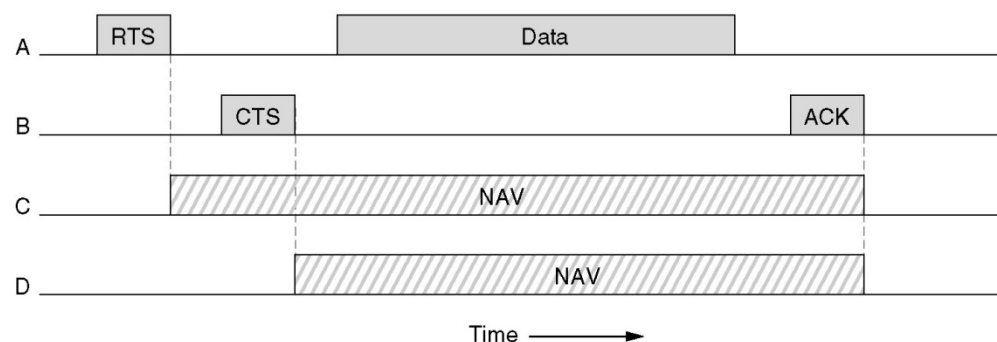 A RTS Data
B CTS ACK
C NAV
D NAV
Time